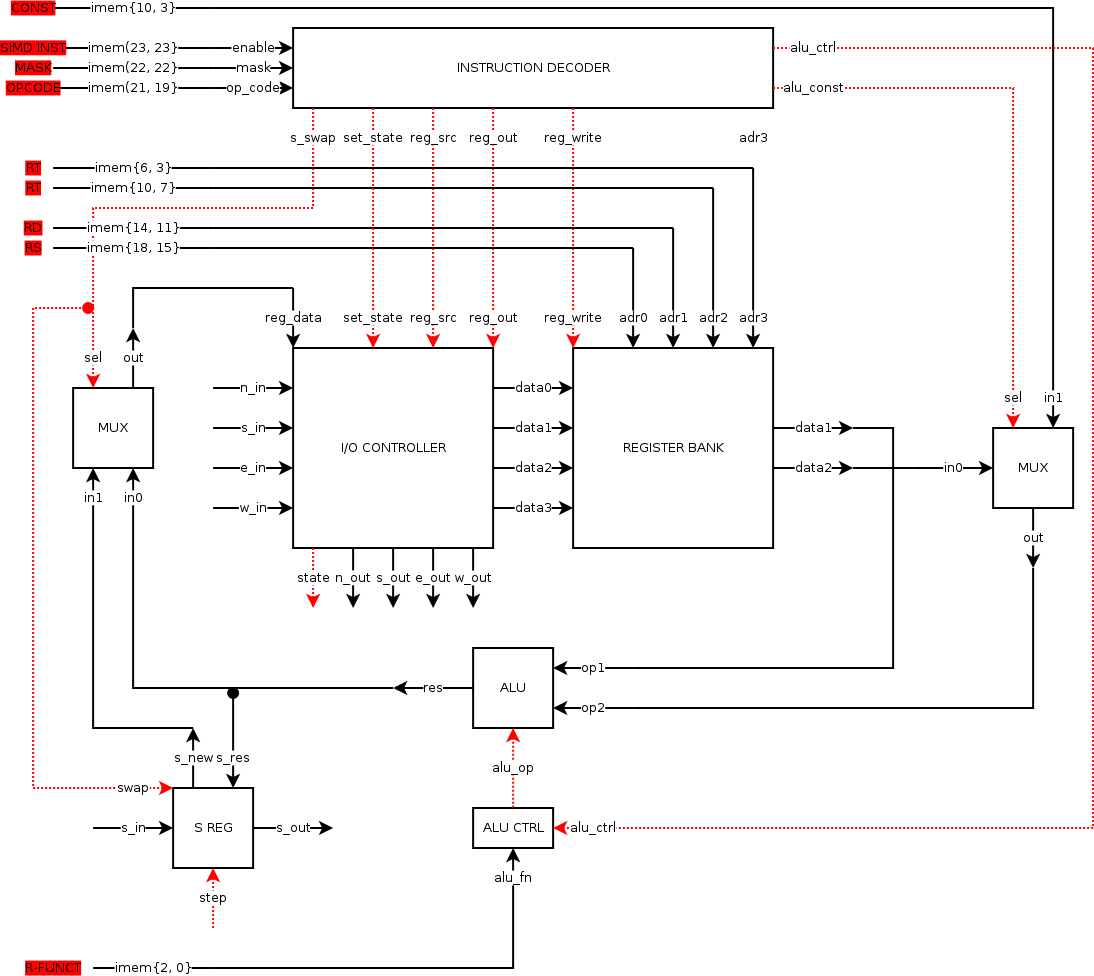 CONST imem{10, 3}
SIMD INST imem(23, 23) enable alu_ctrl
MASK imem(22, 22) mask INSTRUCTION DECODER
OPCODE imem(21, 19) op_code alu_const
s_swap set_state reg_src reg_out reg_write adr3
RT imem{6, 3}
RT imem{10, 7}
RD imem{14, 11}
RS imem{18, 15}
reg_data set_state reg_src reg_out reg_write adr0 adr1 adr2 adr3
sel out
n_in data0
sel in1
MUX s_in data1 data1
I/O CONTROLLER REGISTER BANK
e_in data2 data2 in0 MUX
in1 in0
w_in data3
out
state n_out s_out e_out w_out
op1
res ALU
op2
s_new s_res
alu_op
swap
s_in S REG s_out ALU CTRL alu_ctrl
alu_fn
step
R-FUNCT imem{2, 0}